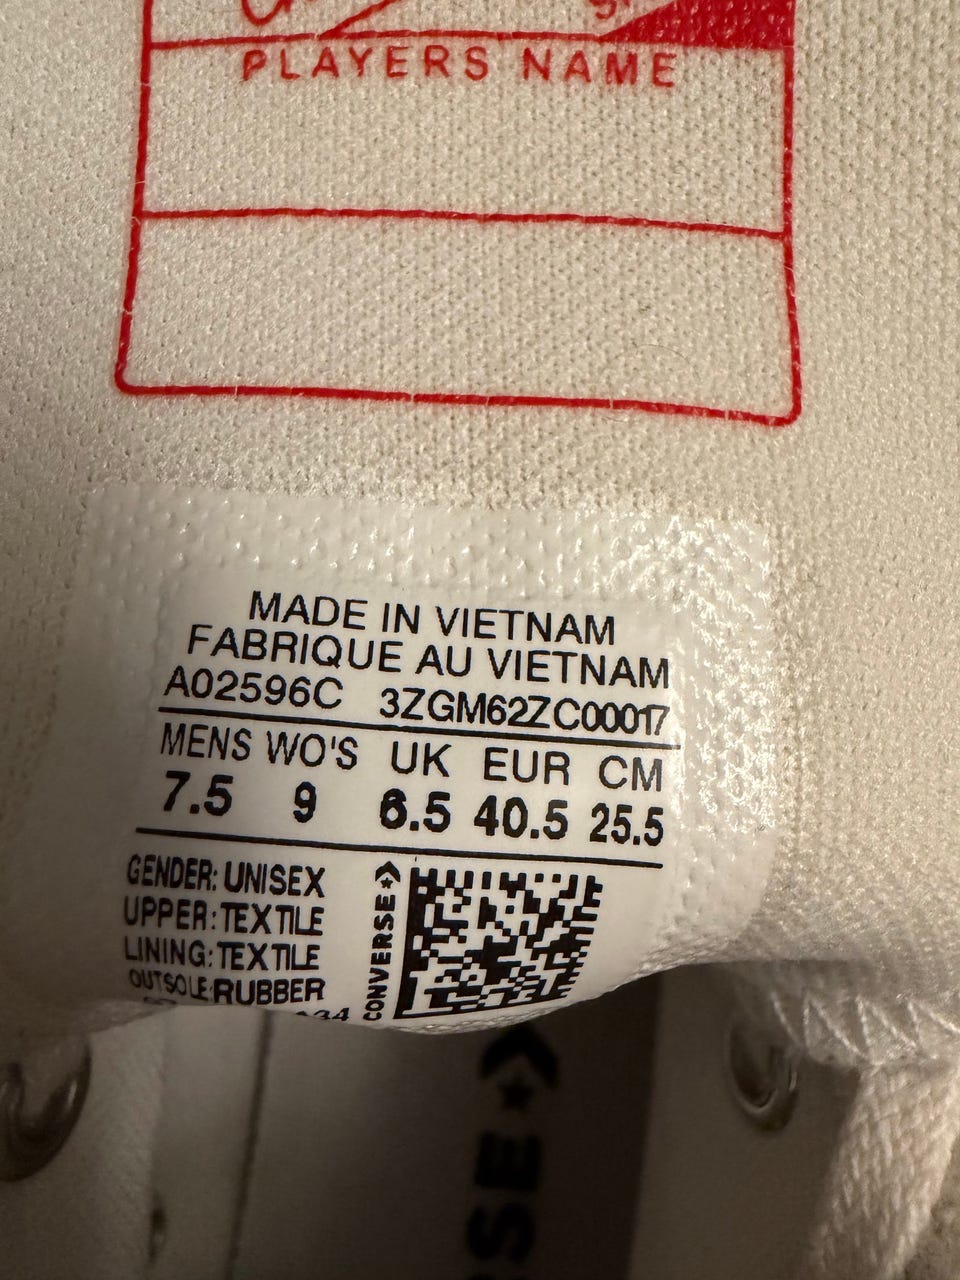 PLAYERS NAME
MADE IN VIETNAM
FABRIQUE AU VIETNAM
A02596C 3ZGM62ZC00017
MENS WO'S UK EUR CM
7.5 9 6.5 40.5 25.5
GENDER: UNISEX
UPPER: TEXTILE
LINING: TEXTILE
OUTSOLE: RUBBER
CONVERSE